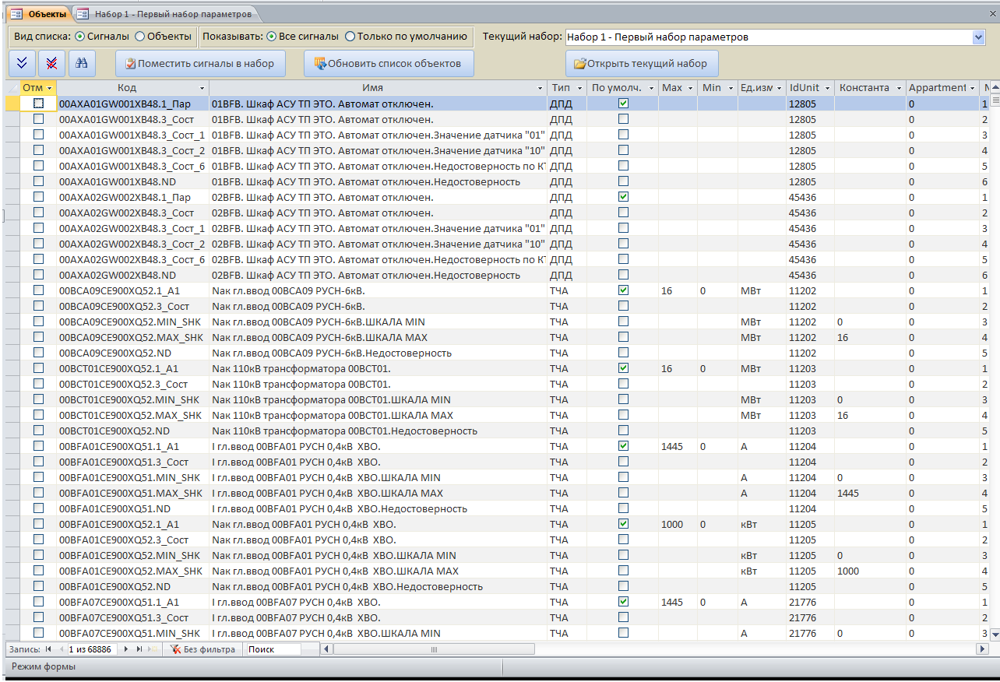 Объекты Набор 1 - Первый набор параметров
Вид списка: Сигналы Объекты Показывать: Все сигналы Только по умолчанию Текущий набор: Набор 1 - Первый набор параметров
Поместить сигналы в набор Обновить список объектов Открыть текущий набор
Отм Код Имя Тип По умолч. Max Min Ед.изм IdUnit Константа Appartment
00AXA01GW001XB48.1_Пар 01BFB. Шкаф АСУ ТП ЭТО. Автомат отключен. ДПД 12805 0 1
00AXA01GW001XB48.3_Сост 01BFB. Шкаф АСУ ТП ЭТО. Автомат отключен. ДПД 12805 0 2
00AXA01GW001XB48.3_Сост_1 01BFB. Шкаф АСУ ТП ЭТО. Автомат отключен.Значение датчика "01" ДПД 12805 0 3
00AXA01GW001XB48.3_Сост_2 01BFB. Шкаф АСУ ТП ЭТО. Автомат отключен.Значение датчика "10" ДПД 12805 0 4
00AXA01GW001XB48.3_Сост_6 01BFB. Шкаф АСУ ТП ЭТО. Автомат отключен.Недостоверность по ДПД 12805 0 5
00AXA01GW001XB48.ND 01BFB. Шкаф АСУ ТП ЭТО. Автомат отключен.Недостоверность ДПД 12805 0 6
00AXA02GW002XB48.1_Пар 02BFB. Шкаф АСУ ТП ЭТО. Автомат отключен. ДПД 45436 0 1
00AXA02GW002XB48.3_Сост 02BFB. Шкаф АСУ ТП ЭТО. Автомат отключен. ДПД 45436 0 2
00AXA02GW002XB48.3_Сост_1 02BFB. Шкаф АСУ ТП ЭТО. Автомат отключен.Значение датчика "01" ДПД 45436 0 3
00AXA02GW002XB48.3_Сост_2 02BFB. Шкаф АСУ ТП ЭТО. Автомат отключен.Значение датчика "10" ДПД 45436 0 4
00AXA02GW002XB48.3_Сост_6 02BFB. Шкаф АСУ ТП ЭТО. Автомат отключен.Недостоверность по ДПД 45436 0 5
00AXA02GW002XB48.ND 02BFB. Шкаф АСУ ТП ЭТО. Автомат отключен.Недостоверность ДПД 45436 0 6
00BCA09CE900XQ52.1_A1 Nак гл.ввод 00BCA09 РУСН-6кВ. ТЧА 16 0 МВт 11202 0 1
00BCA09CE900XQ52.3_Сост Nак гл.ввод 00BCA09 РУСН-6кВ. ТЧА 11202 0 2
00BCA09CE900XQ52.MIN_SHK Nак гл.ввод 00BCA09 РУСН-6кВ.ШКАЛА MIN ТЧА МВт 11202 0 0 3
00BCA09CE900XQ52.MAX_SHK Nак гл.ввод 00BCA09 РУСН-6кВ.ШКАЛА MAX ТЧА МВт 11202 16 0 4
00BCA09CE900XQ52.ND Nак гл.ввод 00BCA09 РУСН-6кВ.Недостоверность ТЧА 11202 0 5
00BCT01CE900XQ52.1_A1 Nак 110кВ трансформатора 00BCT01. ТЧА 16 0 МВт 11203 0 1
00BCT01CE900XQ52.3_Сост Nак 110кВ трансформатора 00BCT01. ТЧА 11203 0 2
00BCT01CE900XQ52.MIN_SHK Nак 110кВ трансформатора 00BCT01.ШКАЛА MIN ТЧА МВт 11203 0 0 3
00BCT01CE900XQ52.MAX_SHK Nак 110кВ трансформатора 00BCT01.ШКАЛА MAX ТЧА МВт 11203 16 0 4
00BCT01CE900XQ52.ND Nак 110кВ трансформатора 00BCT01.Недостоверность ТЧА 11203 0 5
00BFA01CE900XQ51.1_A1 I гл.ввод 00BFA01 РУСН 0,4кВ ХВО. ТЧА 1445 0 А 11204 0 1
00BFA01CE900XQ51.3_Сост I гл.ввод 00BFA01 РУСН 0,4кВ ХВО. ТЧА 11204 0 2
00BFA01CE900XQ51.MIN_SHK I гл.ввод 00BFA01 РУСН 0,4кВ ХВО.ШКАЛА MIN ТЧА А 11204 0 0 3
00BFA01CE900XQ51.MAX_SHK I гл.ввод 00BFA01 РУСН 0,4кВ ХВО.ШКАЛА MAX ТЧА А 11204 1445 0 4
00BFA01CE900XQ51.ND I гл.ввод 00BFA01 РУСН 0,4кВ ХВО.Недостоверность ТЧА 11204 0 5
00BFA01CE900XQ52.1_A1 Nак гл.ввод 00BFA01 РУСН 0,4кВ ХВО. ТЧА 1000 0 кВт 11205 0 1
00BFA01CE900XQ52.3_Сост Nак гл.ввод 00BFA01 РУСН 0,4кВ ХВО. ТЧА 11205 0 2
00BFA01CE900XQ52.MIN_SHK Nак гл.ввод 00BFA01 РУСН 0,4кВ ХВО.ШКАЛА MIN ТЧА кВт 11205 0 0 3
00BFA01CE900XQ52.MAX_SHK Nак гл.ввод 00BFA01 РУСН 0,4кВ ХВО.ШКАЛА MAX ТЧА кВт 11205 1000 0 4
00BFA01CE900XQ52.ND Nак гл.ввод 00BFA01 РУСН 0,4кВ ХВО.Недостоверность ТЧА 11205 0 5
00BFA07CE900XQ51.1_A1 I гл.ввод 00BFA07 РУСН 0,4кВ ХВО. ТЧА 1445 0 А 21776 0 1
00BFA07CE900XQ51.3_Сост I гл.ввод 00BFA07 РУСН 0,4кВ ХВО. ТЧА 21776 0 2
00BFA07CE900XQ51.MIN_SHK I гл.ввод 00BFA07 РУСН 0,4кВ ХВО.ШКАЛА MIN ТЧА А 21776 0 0 3
Запись: 1 из 68886 Без фильтра Поиск
Режим формы